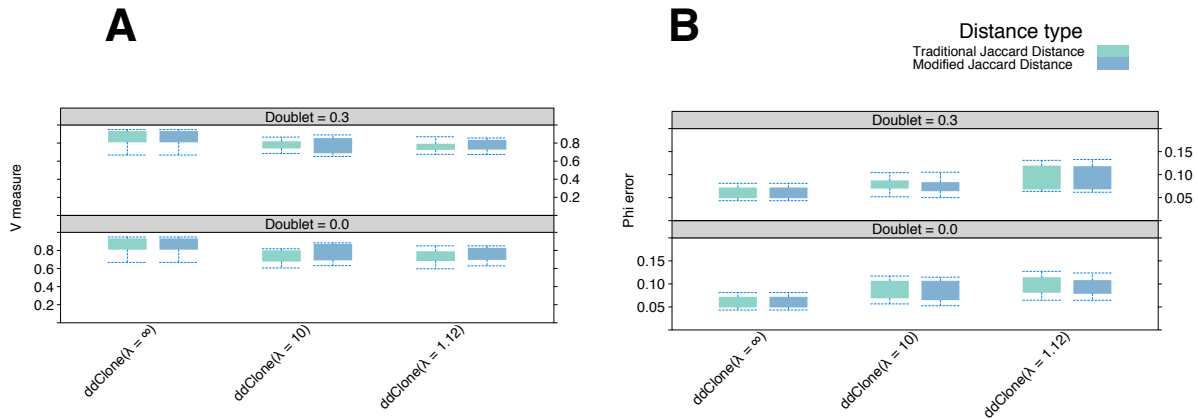 A
V measure
Doublet = 0.3
0.8
0.6
0.4
0.2
Doublet = 0.0
0.8
0.6
0.4
0.2
ddClone(λ = ∞)
ddClone(λ = 10)
ddClone(λ = 1.12)
B
Distance type
Traditional Jaccard Distance
Modified Jaccard Distance
Phi error
Doublet = 0.3
0.15
0.10
0.05
Doublet = 0.0
0.15
0.10
0.05
ddClone(λ = ∞)
ddClone(λ = 10)
ddClone(λ = 1.12)